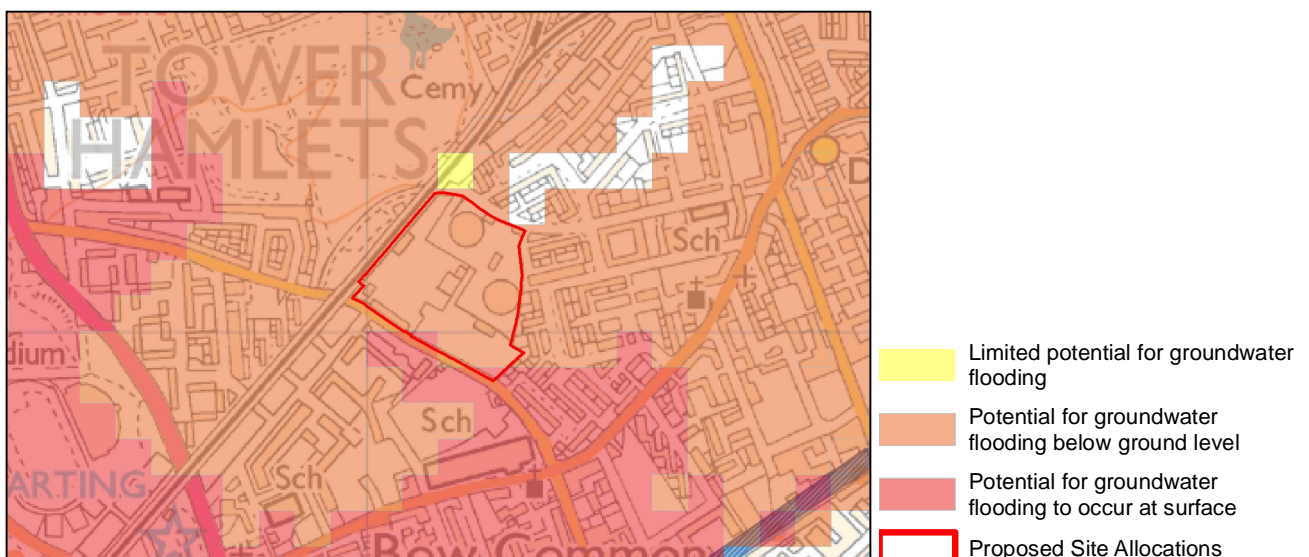 TOWER
HAMLETS
Cemy
D
Sch
dium
Sch
Sch
ARTING
Bow Common
Limited potential for groundwater
flooding
Potential for groundwater
flooding below ground level
Potential for groundwater
flooding to occur at surface
Proposed Site Allocations